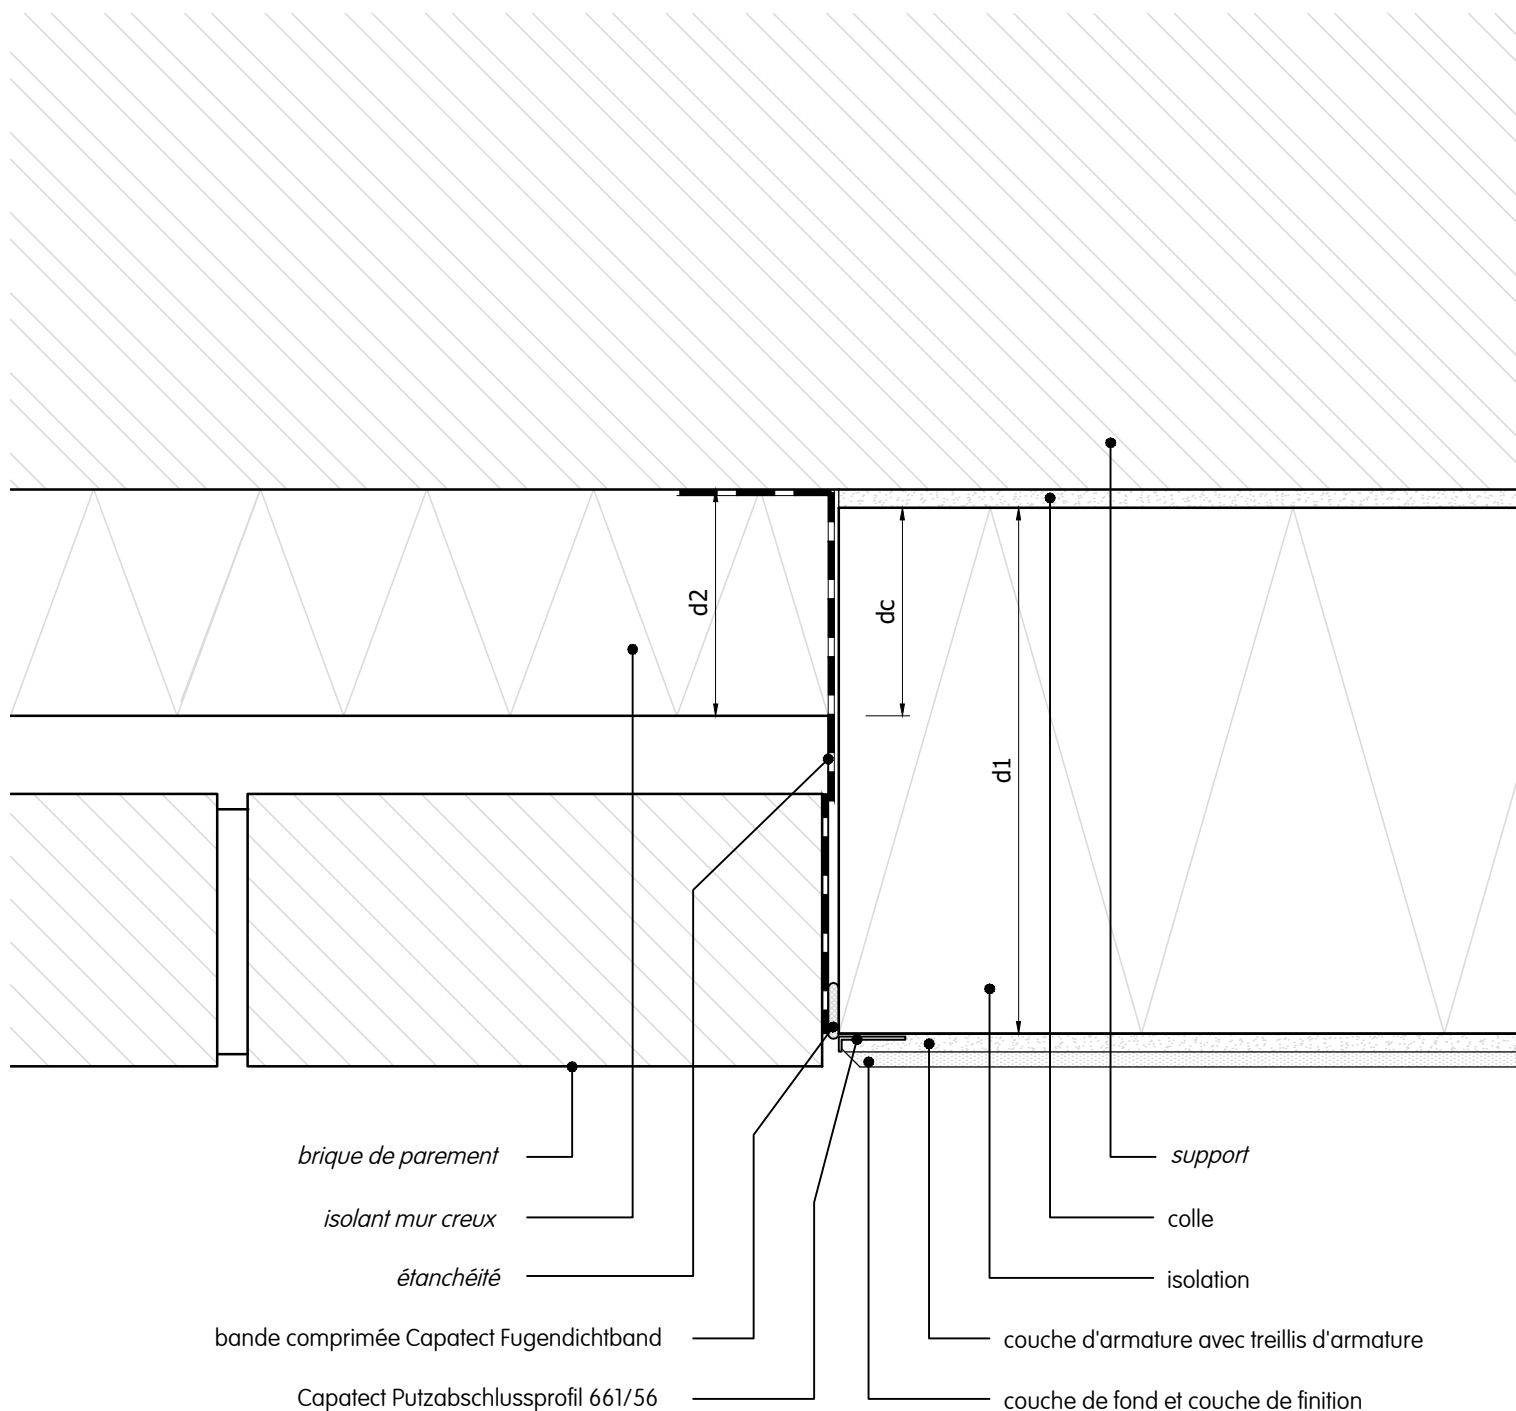 d2
dc
d1
brique de parement
isolant mur creux
étanchéité
bande comprimée Capatect Fugendichtband
Capatect Putzabschlussprofil 661/56
support
colle
isolation
couche d'armature avec treillis d'armature
couche de fond et couche de finition